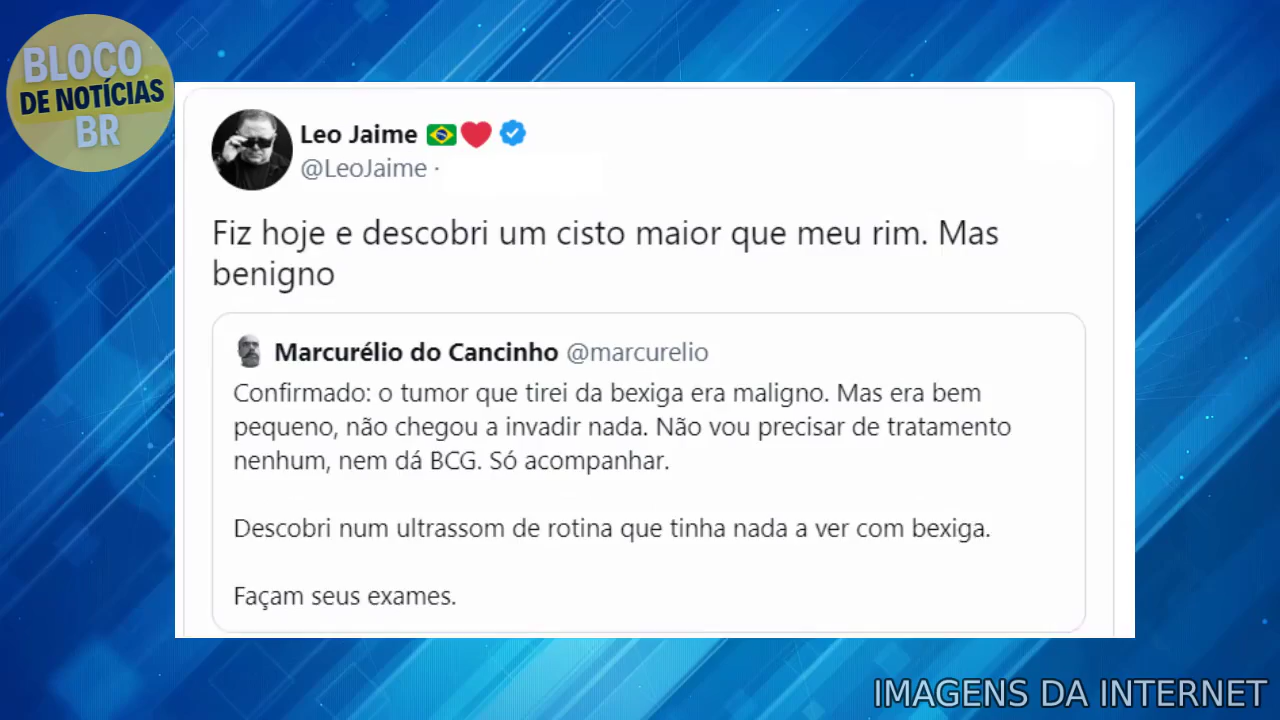 BLOCO
DE NOTÍCIAS
BR
Leo Jaime 🇧🇷❤️
@LeoJaime ·
Fiz hoje e descobri um cisto maior que meu rim. Mas
benigno
Marcurélio do Cancinho @marcurelio
Confirmado: o tumor que tirei da bexiga era maligno. Mas era bem
pequeno, não chegou a invadir nada. Não vou precisar de tratamento
nenhum, nem dá BCG. Só acompanhar.
Descobri num ultrassom de rotina que tinha nada a ver com bexiga.
Façam seus exames.
IMAGENS DA INTERNET